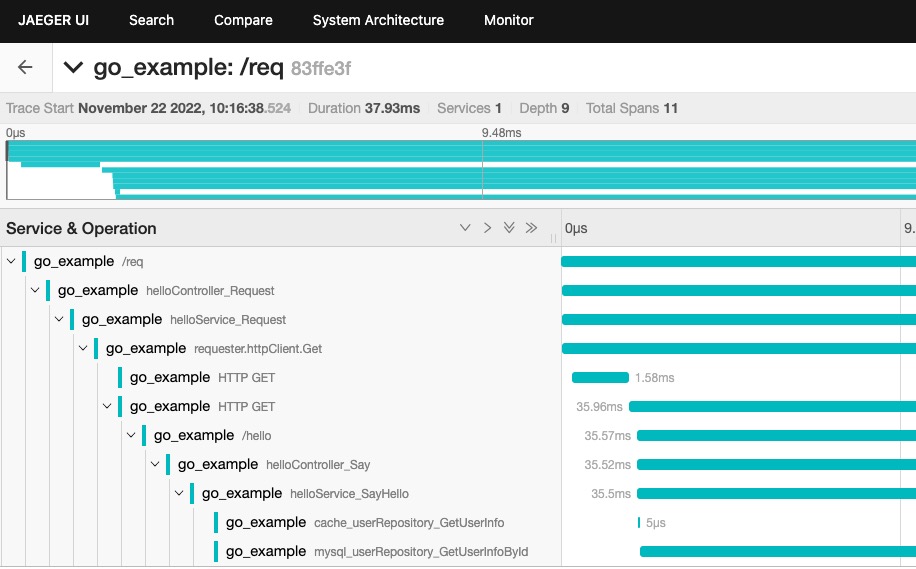 JAEGER UI Search Compare System Architecture Monitor
go_example: /req 83ffe3f
Trace Start November 22 2022, 10:16:38.524 Duration 37.93ms Services 1 Depth 9 Total Spans 11
0μs 9.48ms
Service & Operation 0μs 9.
go_example /req
go_example helloController_Request
go_example helloService_Request
go_example requester.httpClient.Get
go_example HTTP GET 1.58ms
go_example HTTP GET 35.96ms
go_example /hello 35.57ms
go_example helloController_Say 35.52ms
go_example helloService_SayHello 35.5ms
go_example cache_userRepository_GetUserInfo 5μs
go_example mysql_userRepository_GetUserInfoById